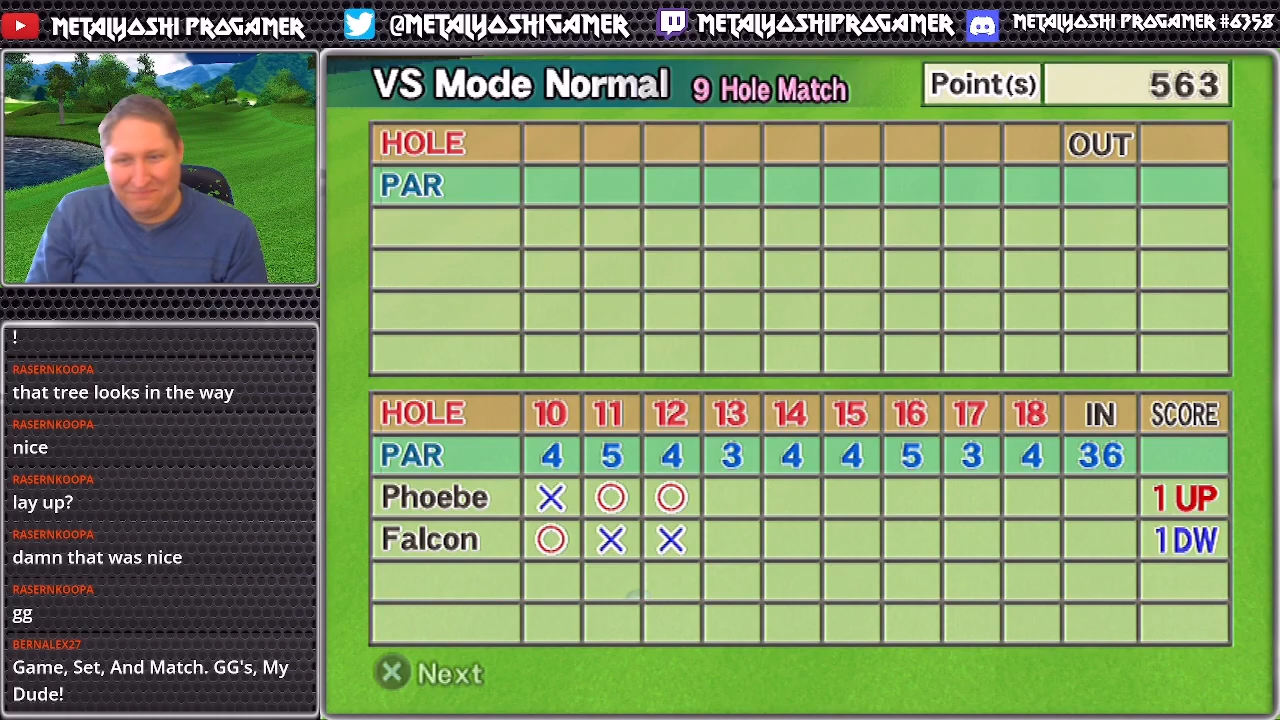 METALYOSHI PROGAMER @METALYOSHIGAMER METALYOSHIPROGAMER METALYOSHI PROGAMER #6758
VS Mode Normal 9 Hole Match Point(s) 563
HOLE OUT
PAR
HOLE 10 11 12 13 14 15 16 17 18 IN SCORE
PAR 4 5 4 3 4 4 5 3 4 36
Phoebe X O O 1 UP
Falcon O X X 1 DW
X Next
!
RASERNKOOPA
that tree looks in the way
RASERNKOOPA
nice
RASERNKOOPA
lay up?
RASERNKOOPA
damn that was nice
RASERNKOOPA
gg
BERNALEX27
Game, Set, And Match. GG's, My
Dude!